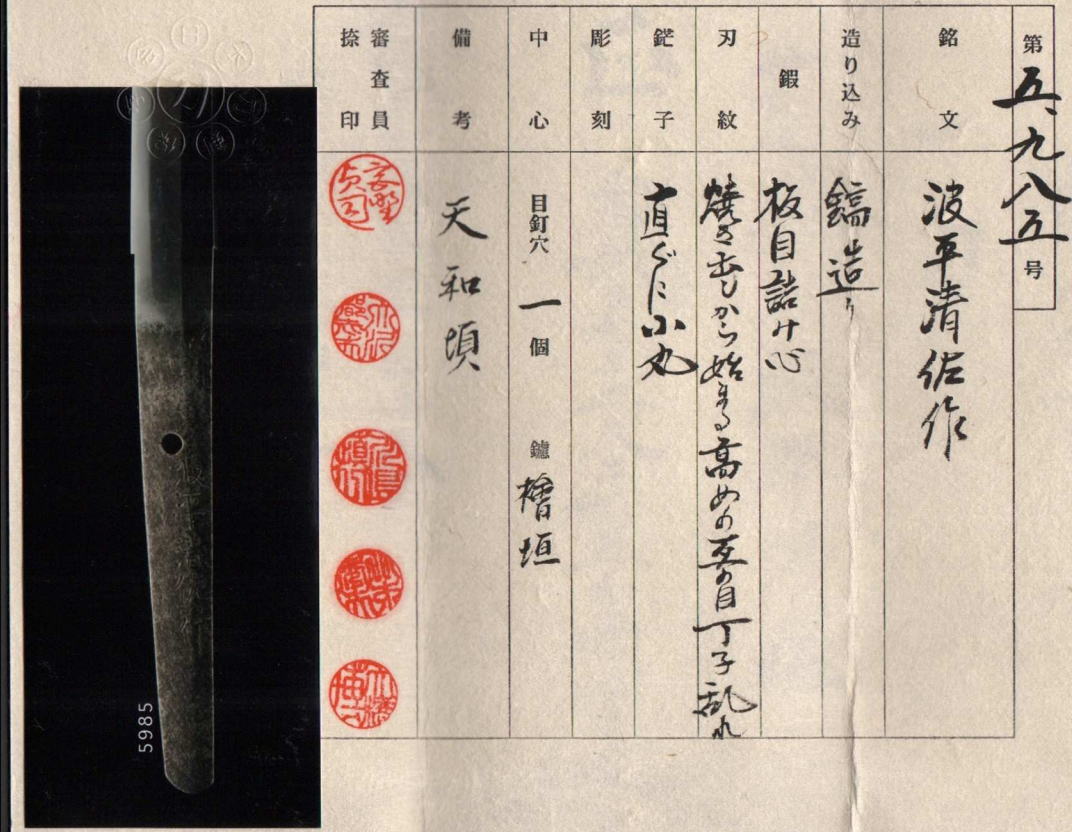 第五、九八五号
銘文
波平清佐作
造り込み
鎬造り
鍛
板目詰け心
刃紋
焼き出しから始まる高めの互の目丁子乱れ
鋩子
直ぐに小丸
彫刻
中心
目釘穴 一 個 鑢 檜垣
備考
天和頃
審査員
捺印
5985